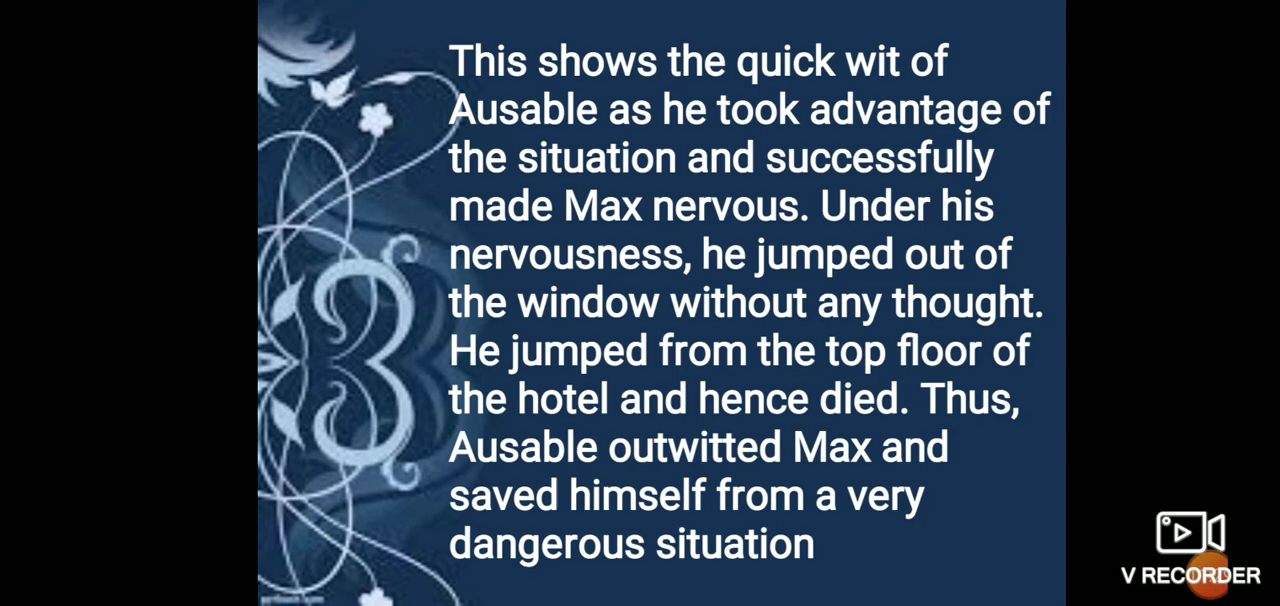 This shows the quick wit of
Ausable as he took advantage of
the situation and successfully
made Max nervous. Under his
nervousness, he jumped out of
the window without any thought.
He jumped from the top floor of
the hotel and hence died. Thus,
Ausable outwitted Max and
saved himself from a very
dangerous situation
V RECORDER